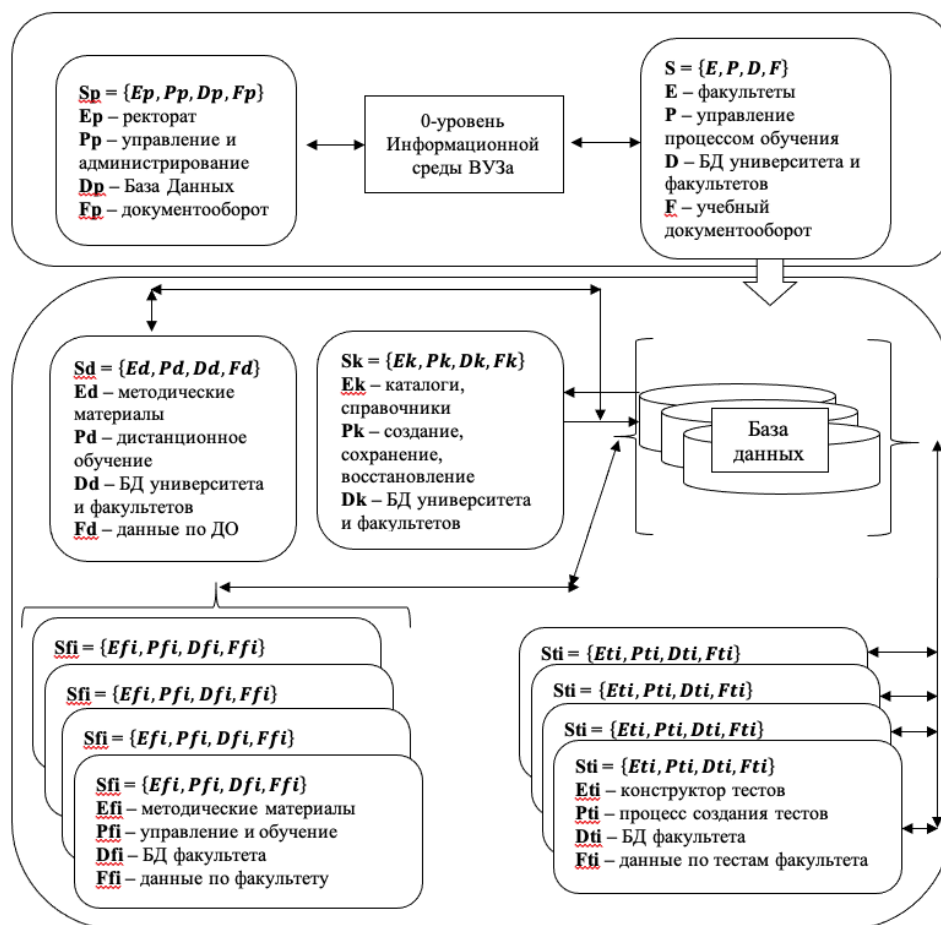 Sp = {Ep, Pp, Dp, Fp}
Ep – ректорат
Pp – управление и
администрирование
Dp – База Данных
Fp – документооборот
0-уровень
Информационной
среды ВУЗа
S = {E, P, D, F}
E – факультеты
P – управление
процессом обучения
D – БД университета и
факультетов
F – учебный
документооборот
Sd = {Ed, Pd, Dd, Fd}
Ed – методические
материалы
Pd – дистанционное
обучение
Dd – БД университета
и факультетов
Fd – данные по ДО
Sk = {Ek, Pk, Dk, Fk}
Ek – каталоги,
справочники
Pk – создание,
сохранение,
восстановление
Dk – БД университета
и факультетов
База
данных
Sfi = {Efi, Pfi, Dfi, Ffi}
Sfi = {Efi, Pfi, Dfi, Ffi}
Sfi = {Efi, Pfi, Dfi, Ffi}
Sfi = {Efi, Pfi, Dfi, Ffi}
Efi – методические материалы
Pfi – управление и обучение
Dfi – БД факультета
Ffi – данные по факультету
Sti = {Eti, Pti, Dti, Fti}
Sti = {Eti, Pti, Dti, Fti}
Sti = {Eti, Pti, Dti, Fti}
Sti = {Eti, Pti, Dti, Fti}
Eti – конструктор тестов
Pti – процесс создания тестов
Dti – БД факультета
Fti – данные по тестам факультета